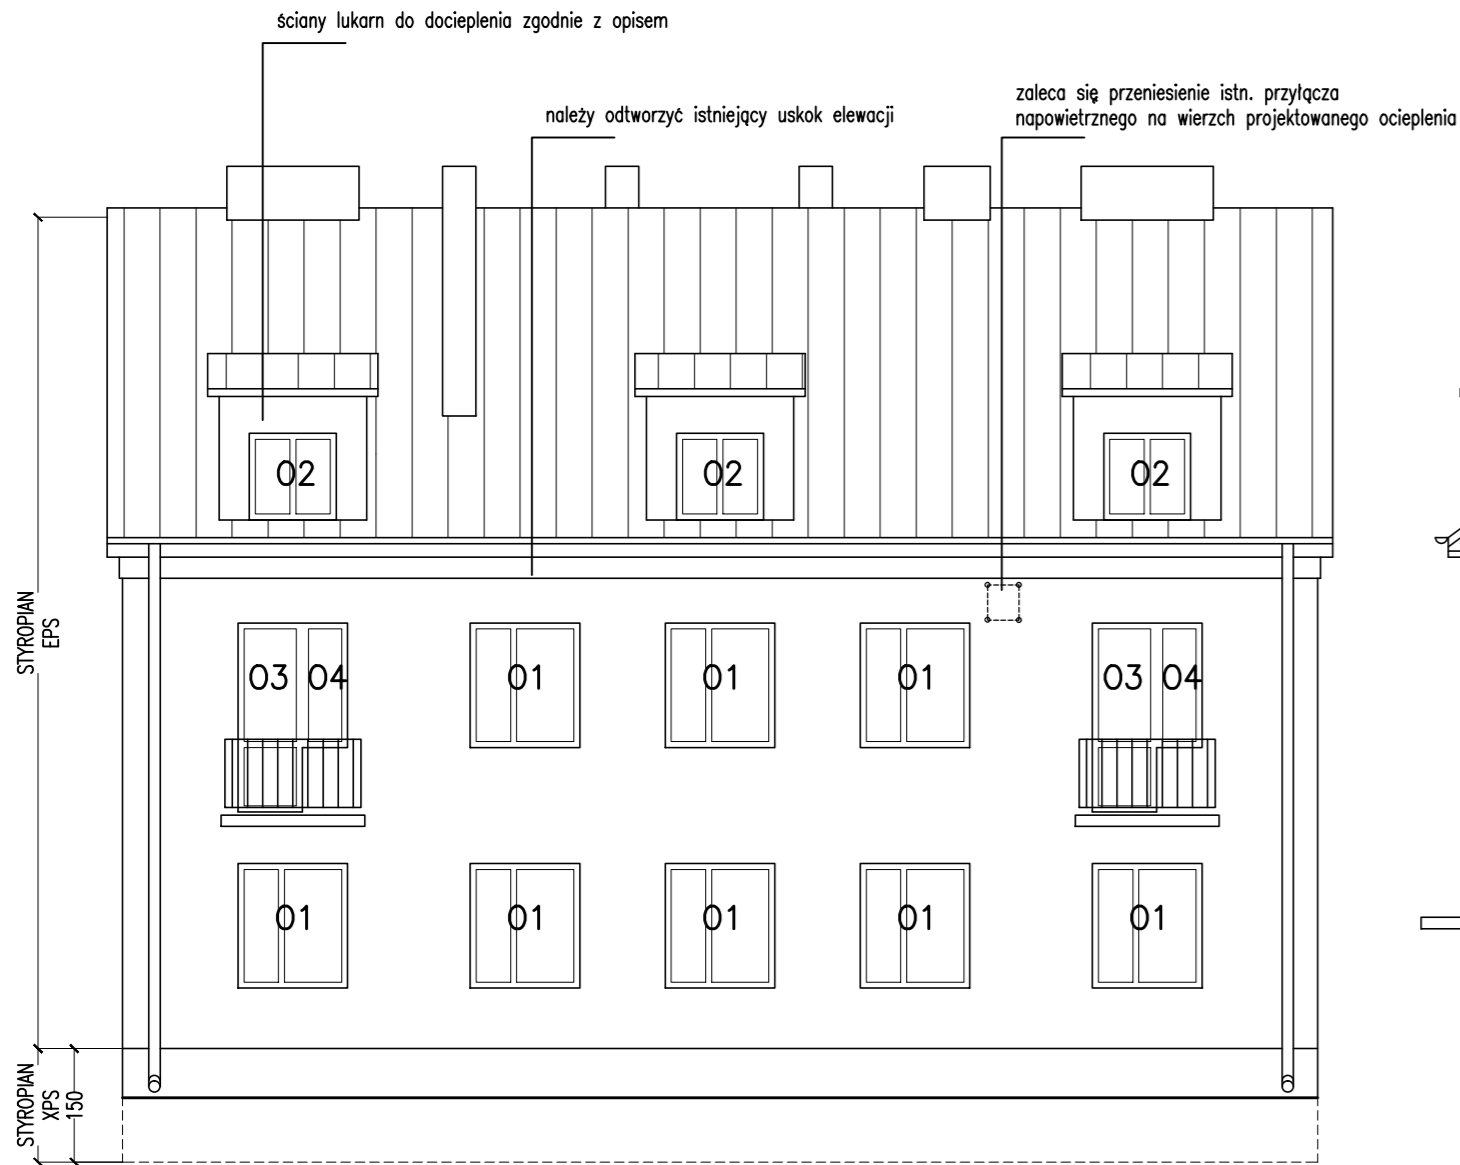 ściany lukarn do docieplenia zgodnie z opisem
należy odtworzyć istniejący uskok elewacji
zaleca się przeniesienie istn. przyłącza
napowietrznego na wierzch projektowanego ocieplenia
02
02
02
STYROPIAN
EPS
03 04
01
01
01
03 04
01
01
01
01
01
STYROPIAN
XPS
150